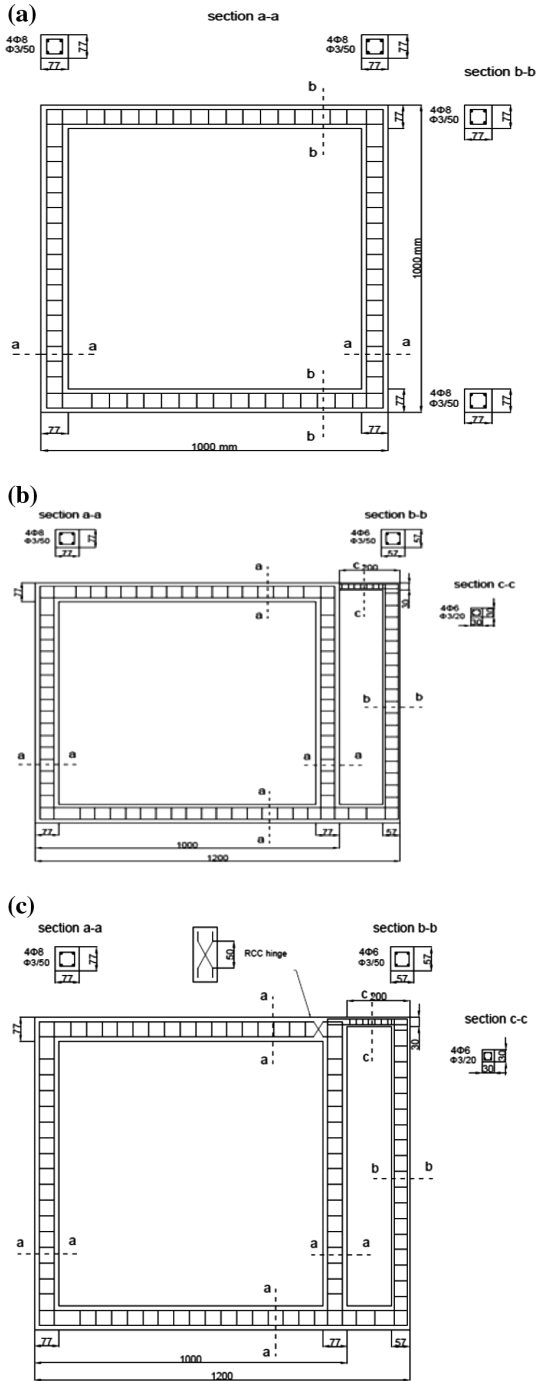 (a)
section a-a
4Φ8
Φ3/50
77
77
4Φ8
Φ3/50
77
77
section b-b
b
4Φ8
Φ3/50
77
77
77
b
1000 mm
a
a
a
a
b
4Φ8
Φ3/50
77
77
77
77
77
b
1000 mm
(b)
section a-a
section b-b
4Φ8
Φ3/50
77
77
4Φ6
Φ3/50
57
57
a
c
200
section c-c
77
30
4Φ6
Φ3/20
30
30
a
c
b
b
a
a
a
a
a
77
77
57
a
1000
1200
(c)
section a-a
section b-b
4Φ8
Φ3/50
77
77
50
RCC hinge
4Φ6
Φ3/50
57
57
a
c
200
section c-c
77
30
4Φ6
Φ3/20
30
30
a
c
b
b
a
a
a
a
a
77
77
57
a
1000
1200